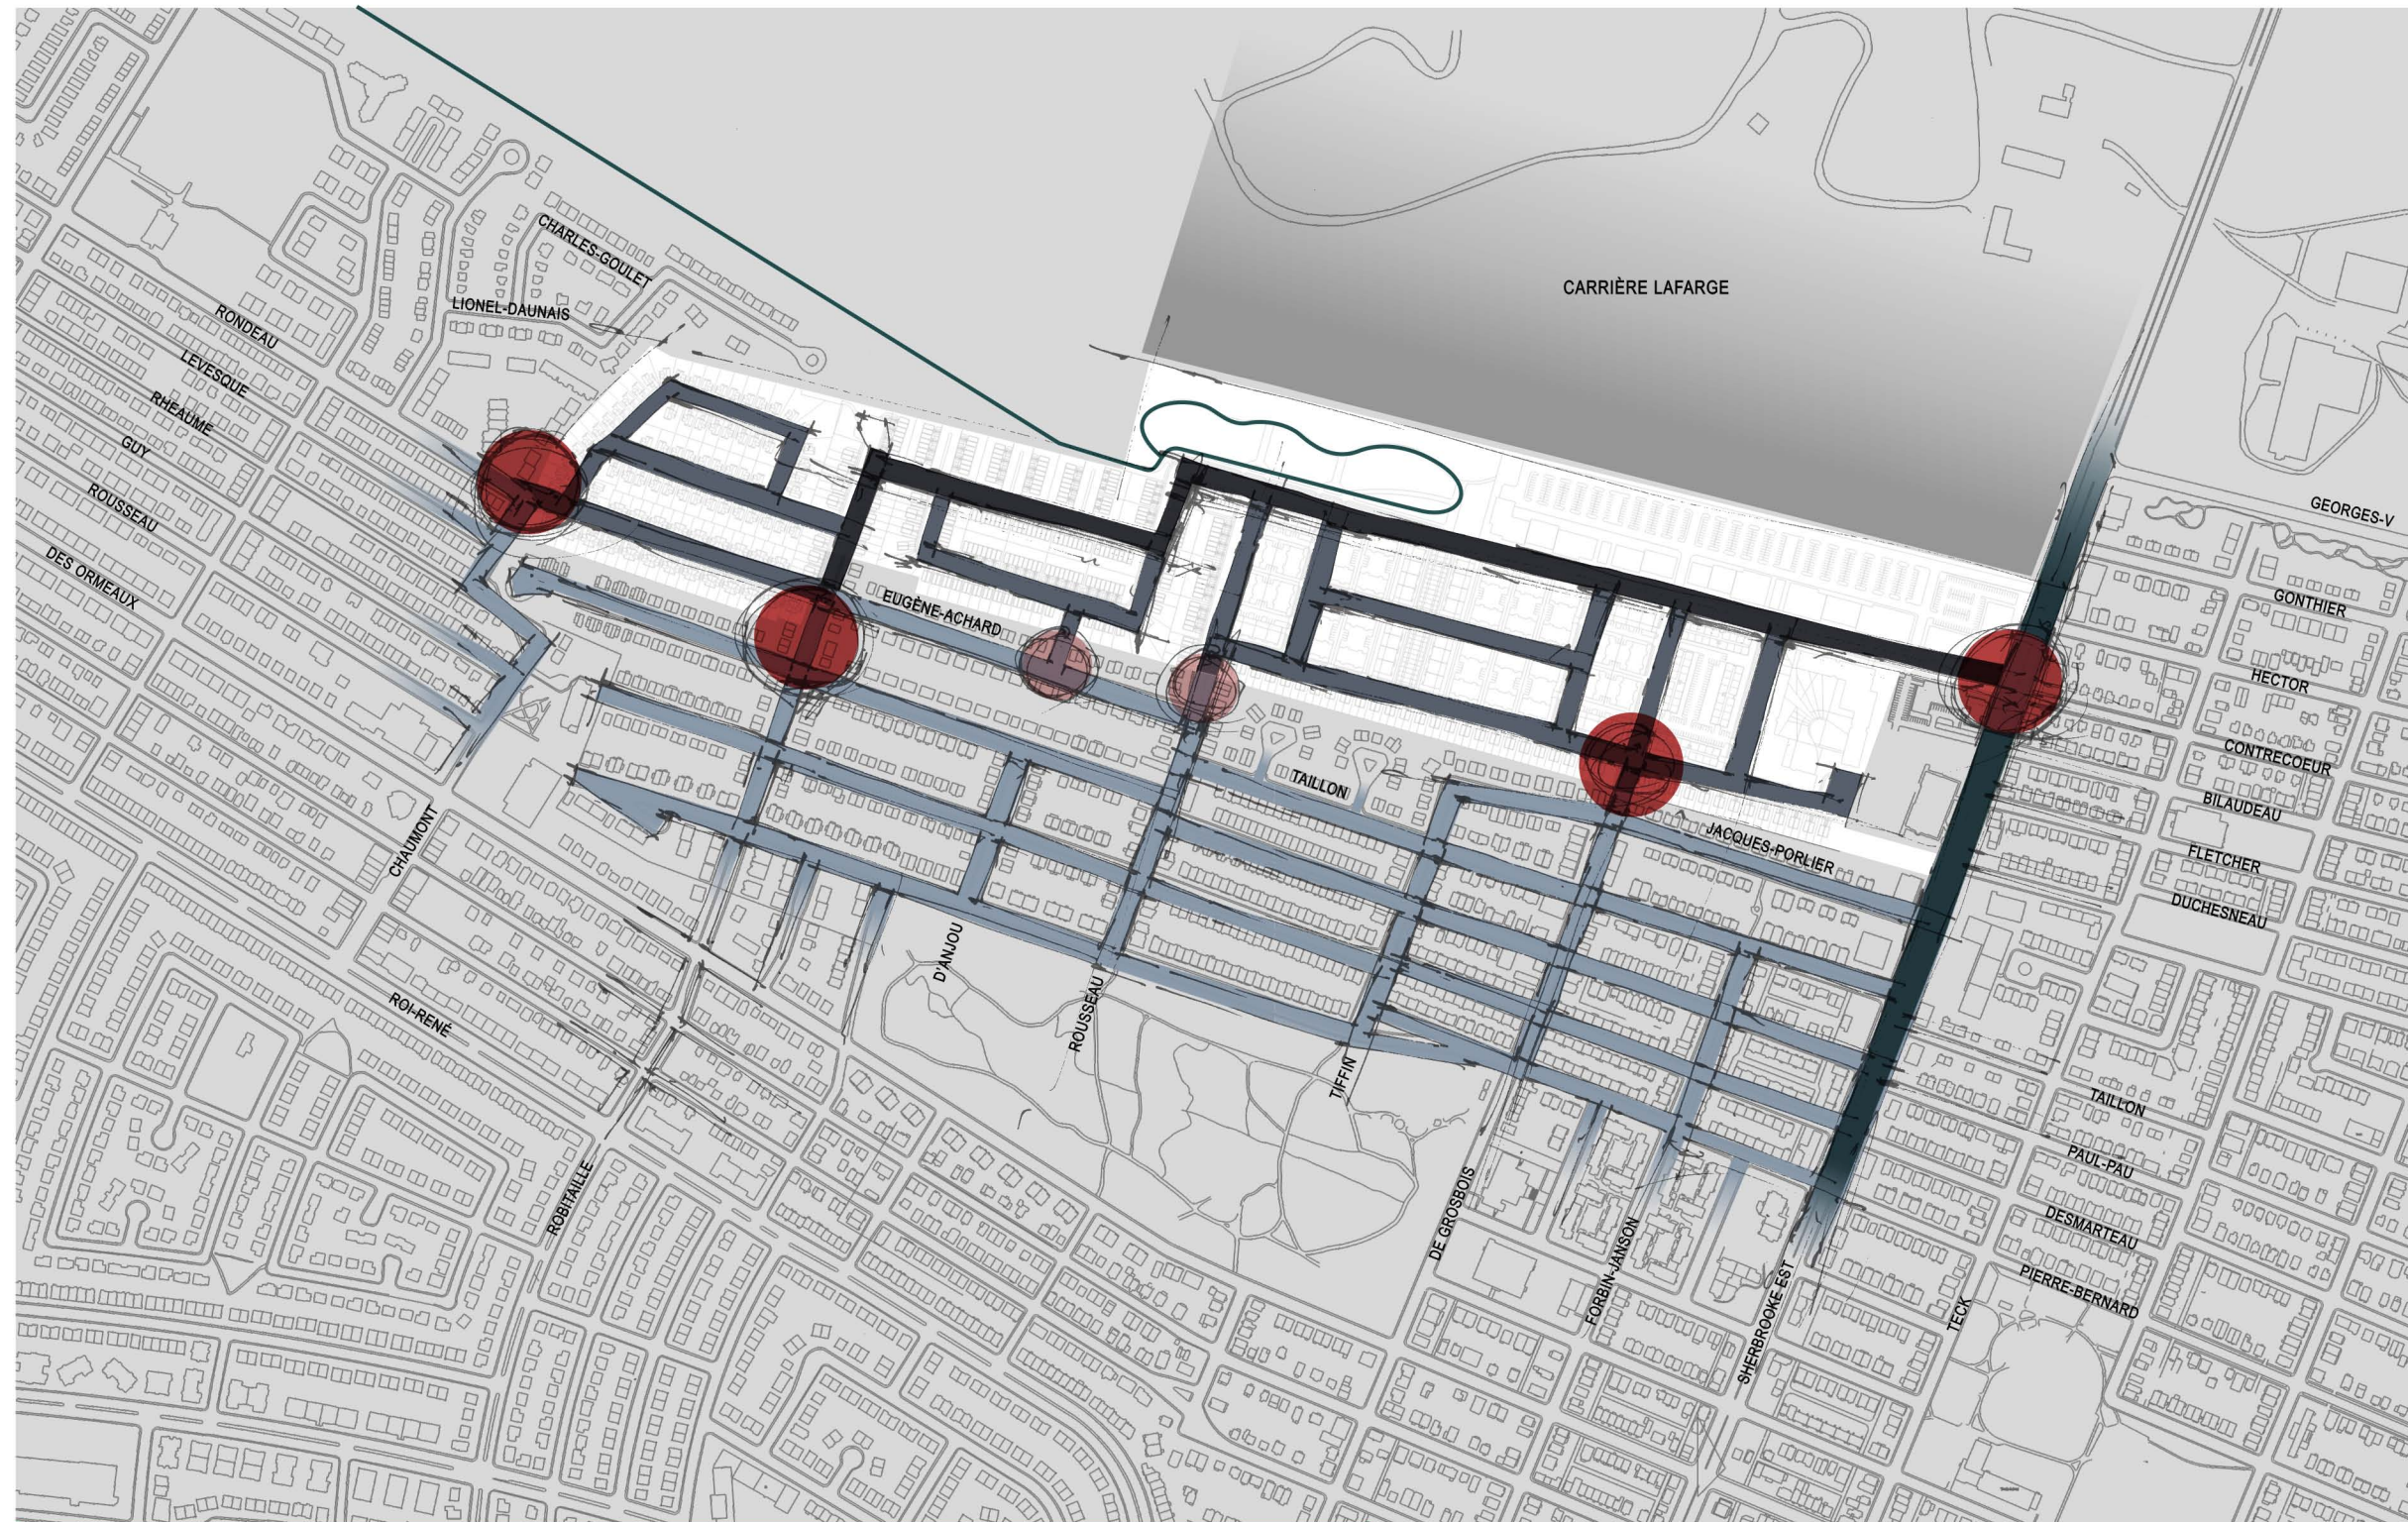 CHARLES-GOULET
LIONEL-DAUNAIS
CARRIÈRE LAFARGE
RONDEAU
LEVESQUE
RHEAUME
GUY
ROUSSEAU
DES ORMEAUX
GEORGES-V
GONTHIER
HECTOR
CONTRECOEUR
BILAUDEAU
FLETCHER
DUCHESNEAU
EUGÈNE-ACHARD
TAILLON
JACQUES-PORLIER
CHAUMONT
D'ANJOU
ROUSSEAU
TIFFIN
ROI-RENÉ
ROBITAILLE
DE GROSBOIS
FORBIN-JANSON
SHERBROOKE EST
TECK
TAILLON
PAUL-PAU
DESMARTEAU
PIERRE-BERNARD